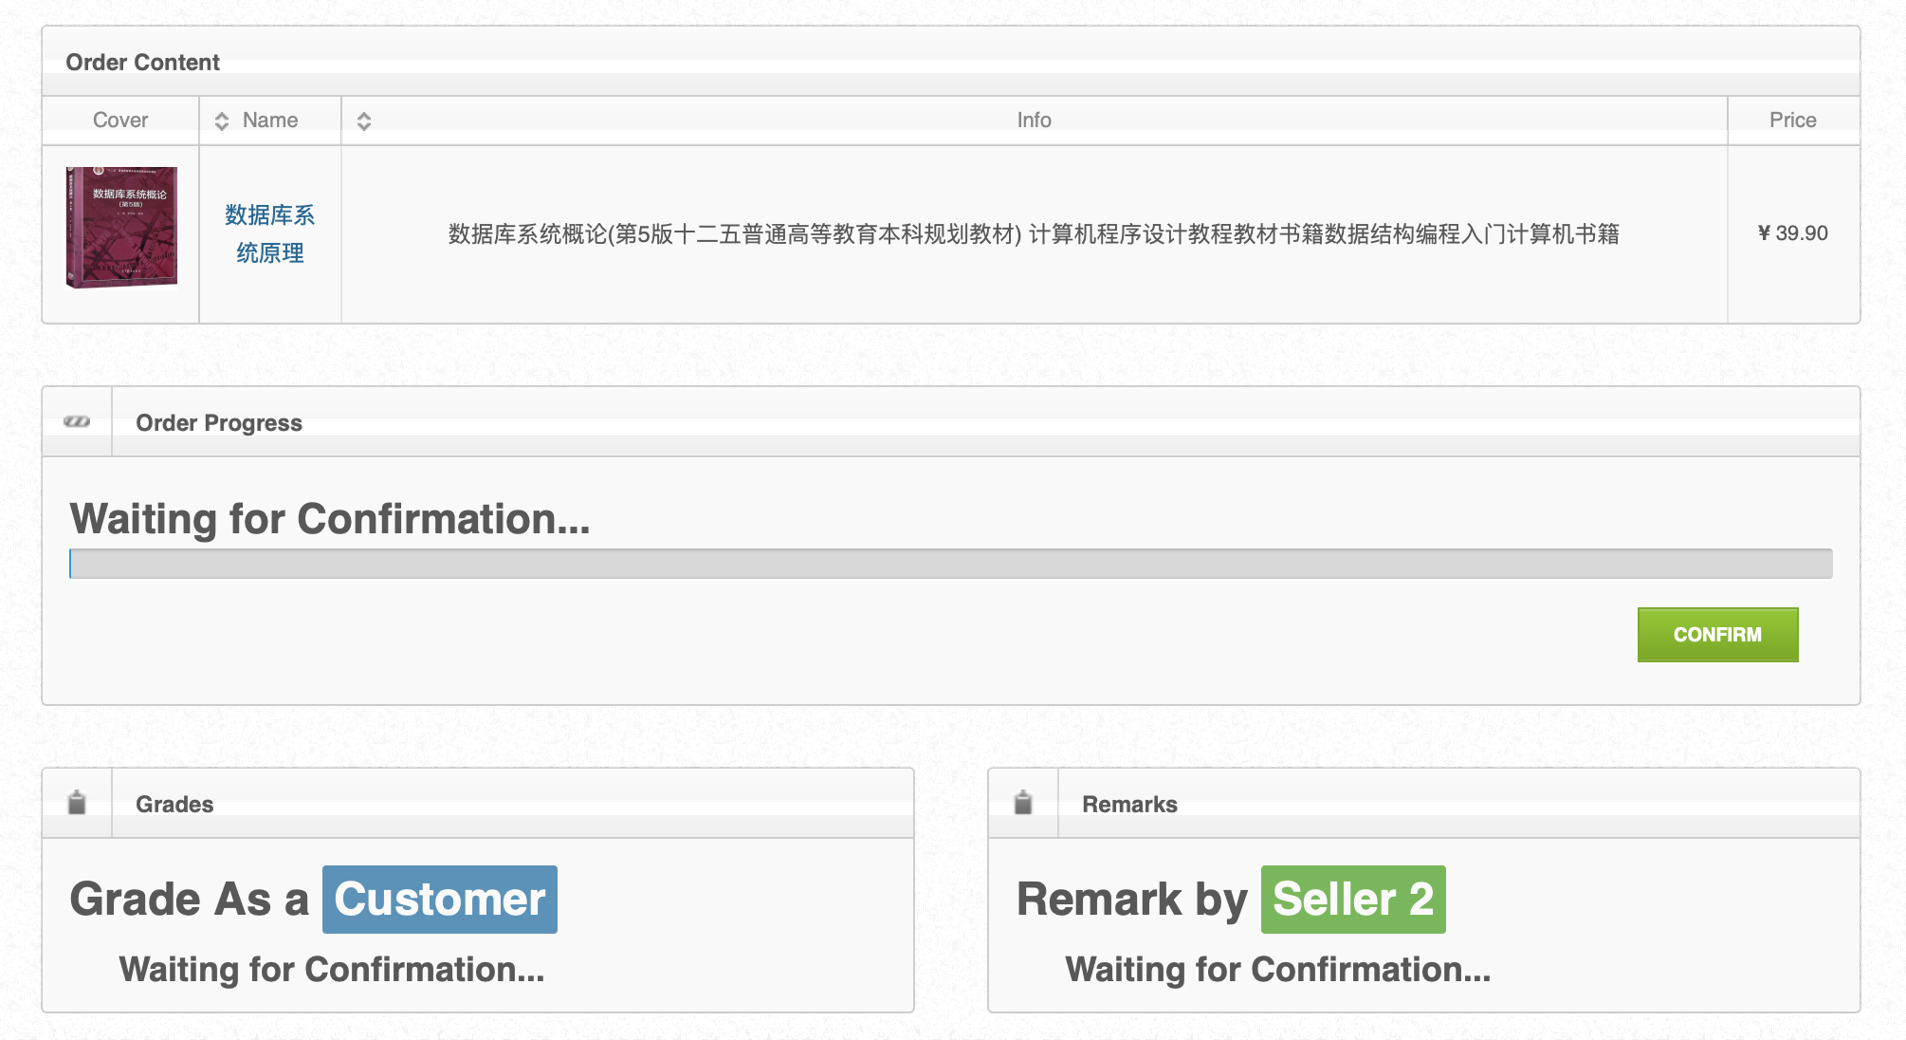 Order Content
Cover Name Info Price
数据库系统概论
(第5版)
数据库系
统原理
数据库系统概论(第5版十二五普通高等教育本科规划教材) 计算机程序设计教程教材书籍数据结构编程入门计算机书籍
¥ 39.90
Order Progress
Waiting for Confirmation...
CONFIRM
Grades
Grade As a Customer
Waiting for Confirmation...
Remarks
Remark by Seller 2
Waiting for Confirmation...